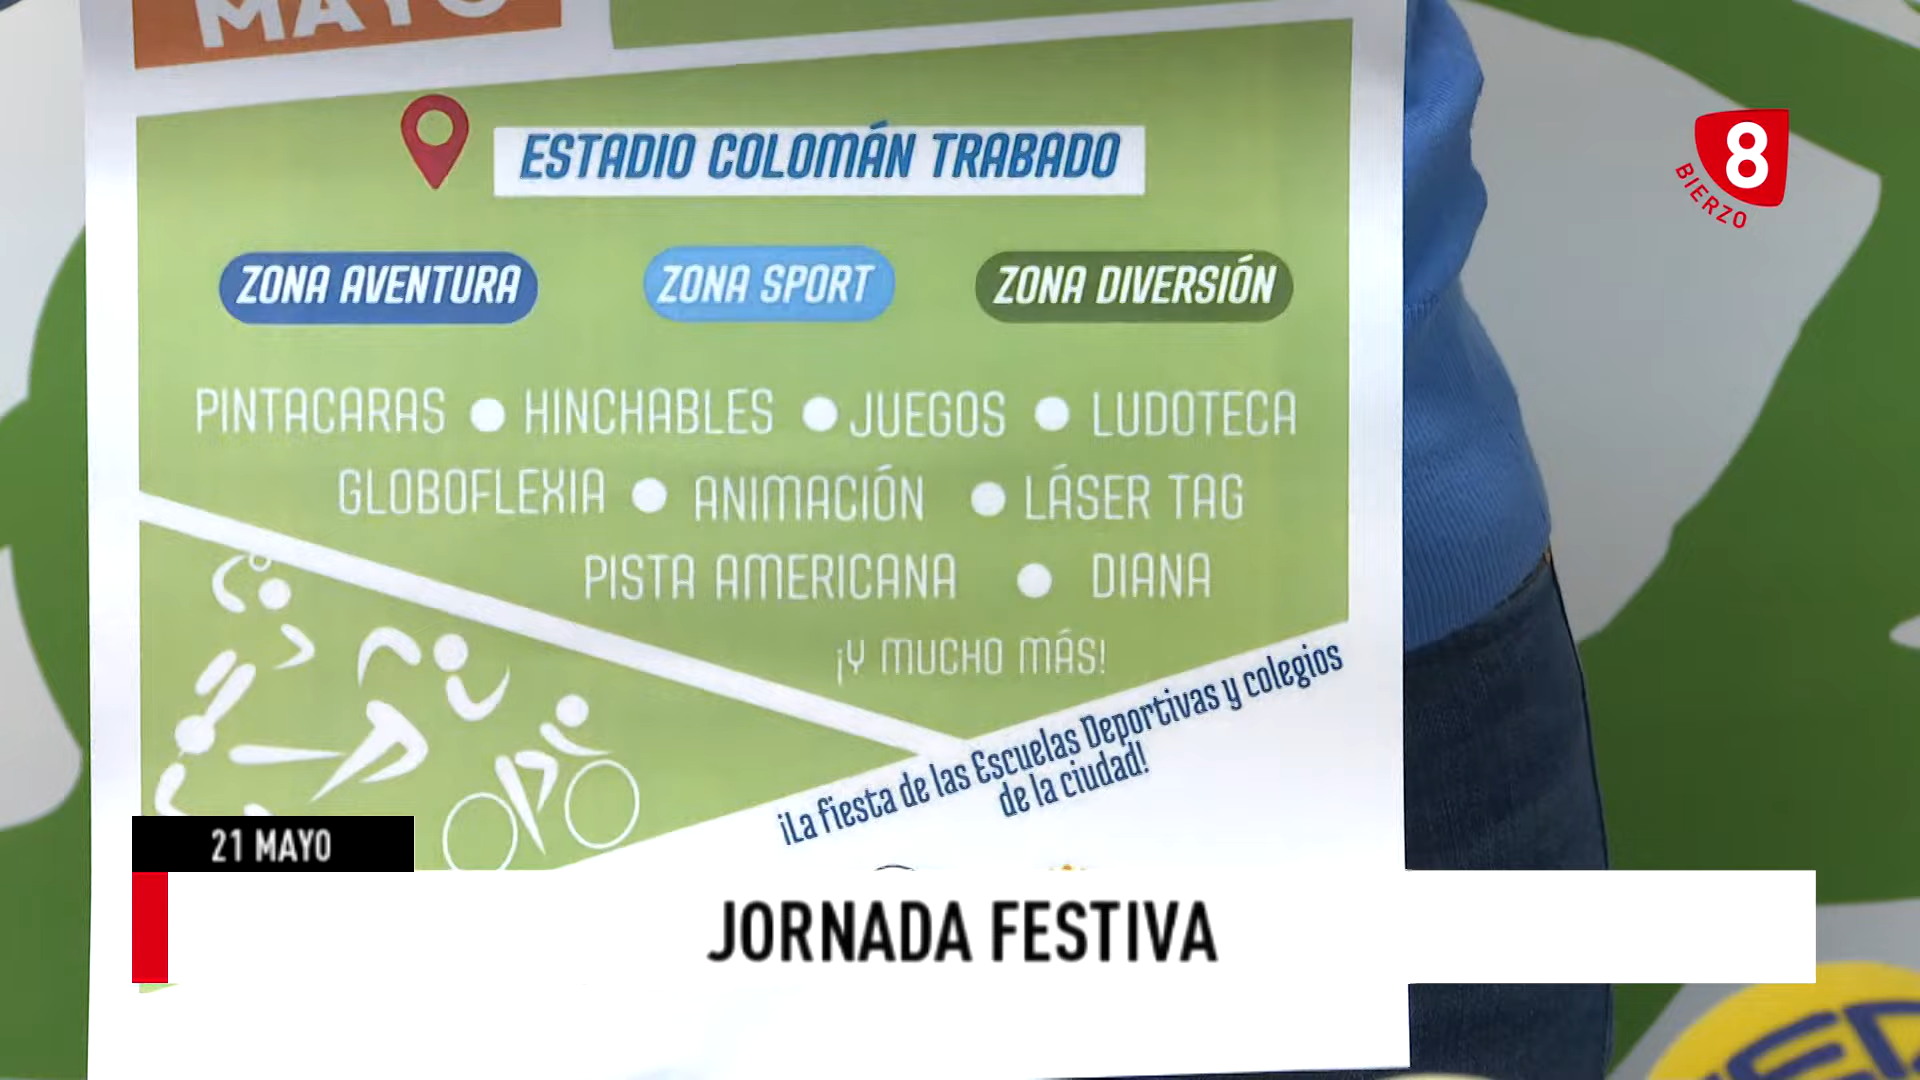 MAYO
ESTADIO COLOMÁN TRABADO
ZONA AVENTURA ZONA SPORT ZONA DIVERSIÓN
PINTACARAS ● HINCHABLES ● JUEGOS ● LUDOTECA
GLOBOFLEXIA ● ANIMACIÓN ● LÁSER TAG
PISTA AMERICANA ● DIANA
¡Y MUCHO MÁS!
¡La fiesta de las Escuelas Deportivas y colegios
de la ciudad!
8
BIERZO
21 MAYO
JORNADA FESTIVA